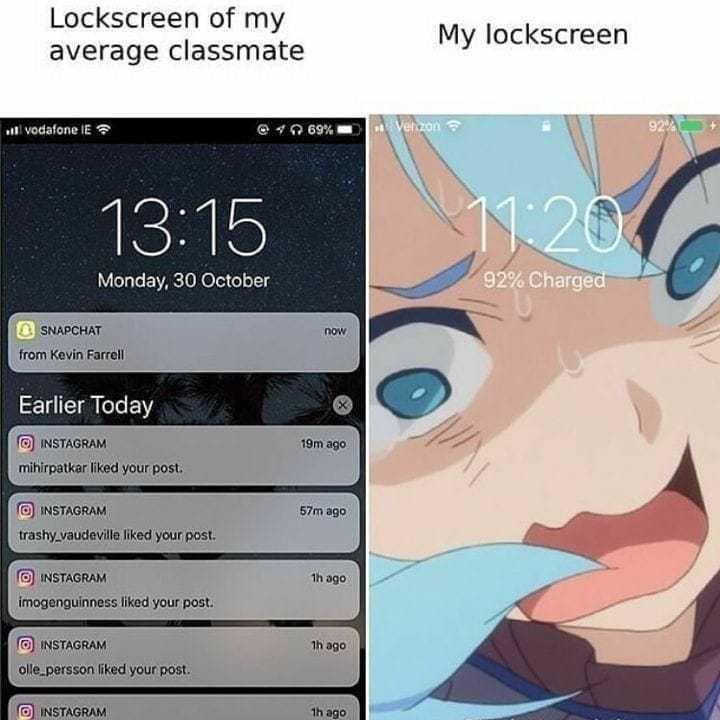 Lockscreen of my
average classmate
My lockscreen
vodafone IE
69%
13:15
Monday, 30 October
SNAPCHAT
now
from Kevin Farrell
Earlier Today
INSTAGRAM
19m ago
mihirpatkar liked your post.
INSTAGRAM
57m ago
trashy_vaudeville liked your post.
INSTAGRAM
1h ago
imogenguinness liked your post.
INSTAGRAM
1h ago
olle_persson liked your post.
INSTAGRAM
1h ago
Verizon
92%
11:20
92% Charged